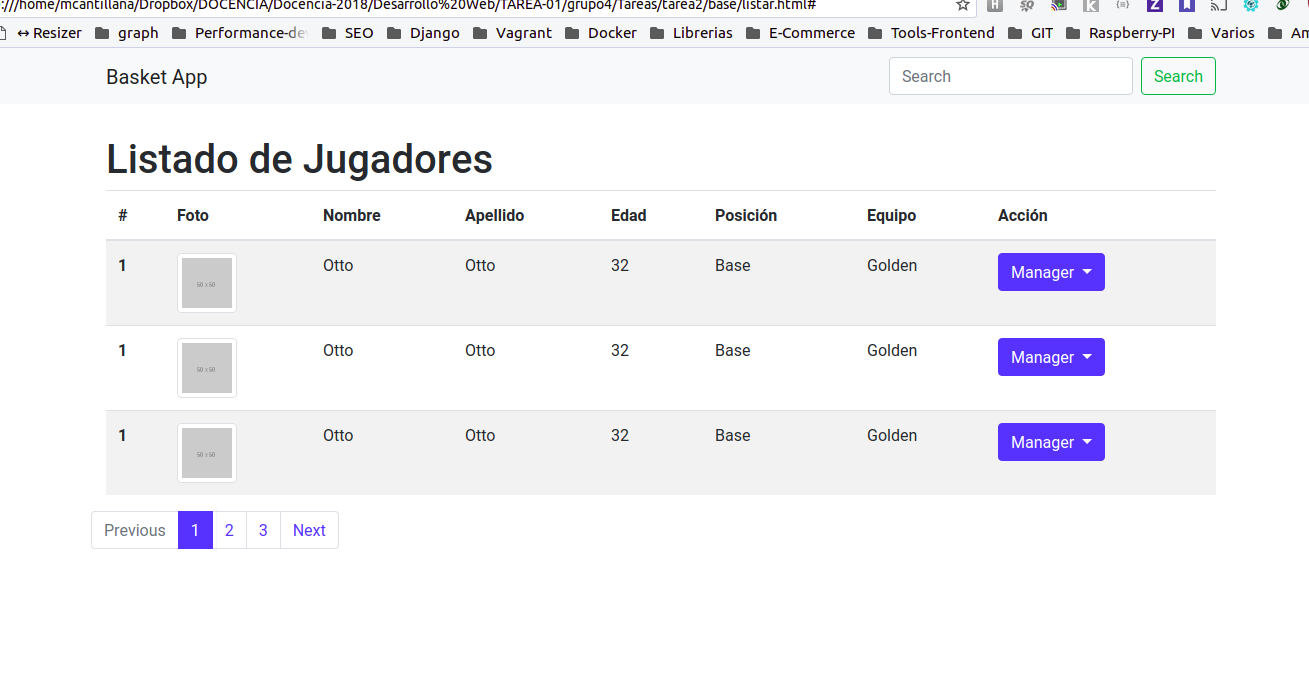 :///home/mcantillana/Dropbox/DOCENCIA/Docencia-2018/Desarrollo%20Web/TAREA-01/grupo4/Tareas/tarea2/base/listar.html#
↔ Resizer graph Performance-de SEO Django Vagrant Docker Librerias E-Commerce Tools-Frontend GIT Raspberry-PI Varios Am
Basket App Search Search
Listado de Jugadores
# Foto Nombre Apellido Edad Posición Equipo Acción
1 50 x 50 Otto Otto 32 Base Golden Manager
1 50 x 50 Otto Otto 32 Base Golden Manager
1 50 x 50 Otto Otto 32 Base Golden Manager
Previous 1 2 3 Next